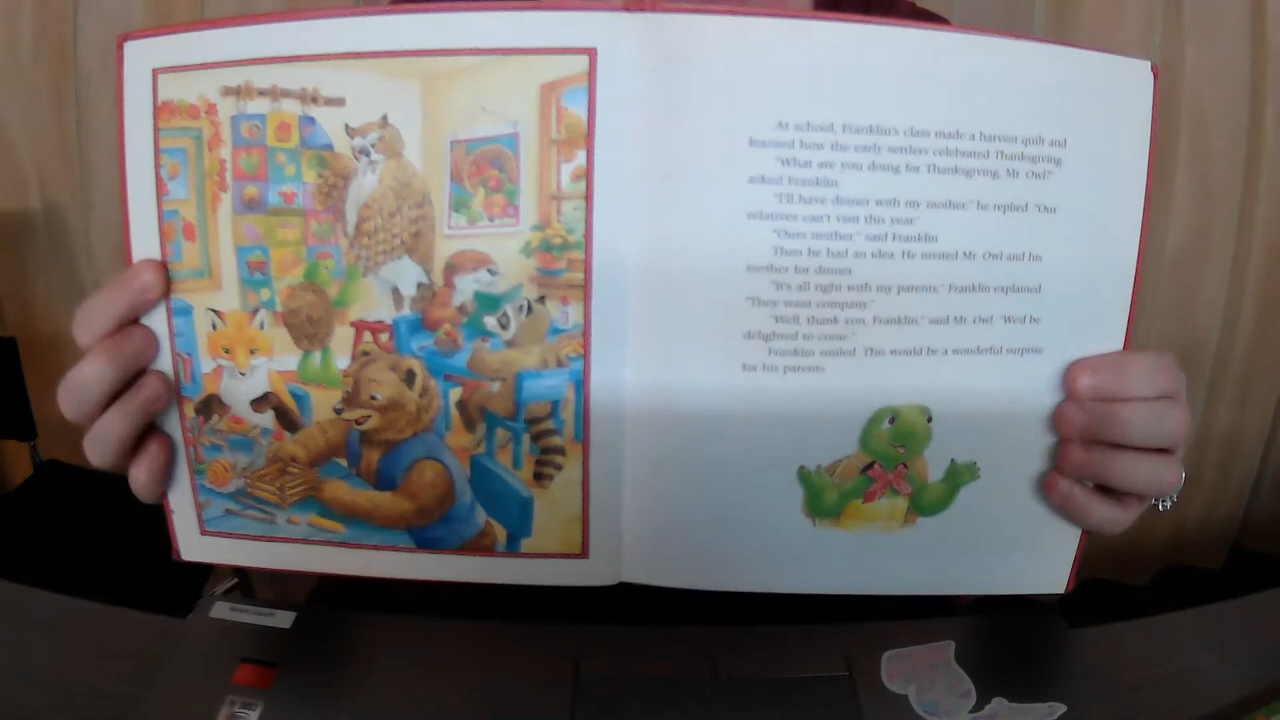 At school, Franklin's class made a harvest quilt and
learned how the early settlers celebrated Thanksgiving.
"What are you doing for Thanksgiving, Mr. Owl?"
asked Franklin.
"I'll have dinner with my mother," he replied. "Our
relatives can't visit this year."
"Ours neither," said Franklin.
Then he had an idea. He invited Mr. Owl and his
mother for dinner.
"It's all right with my parents," Franklin explained.
"They want company."
"Well, thank you, Franklin," said Mr. Owl. "We'd be
delighted to come."
Franklin smiled. This would be a wonderful surprise
for his parents.